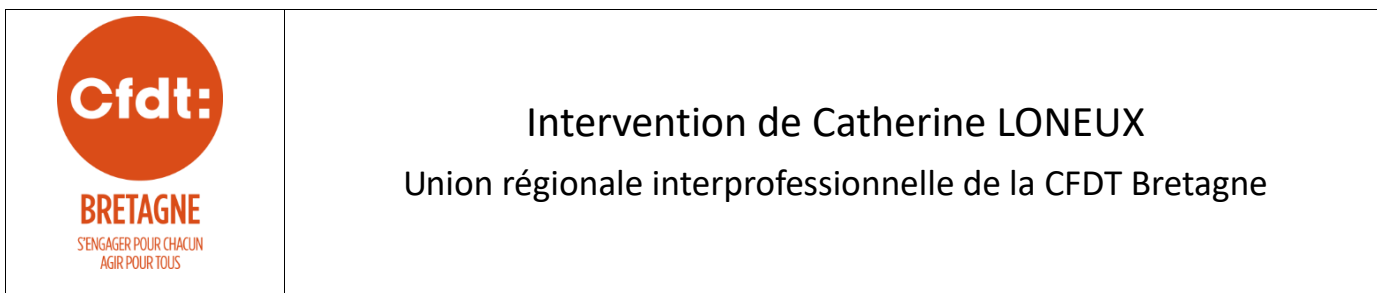 Cfdt:
BRETAGNE
S'ENGAGER POUR CHACUN
AGIR POUR TOUS
Intervention de Catherine LONEUX
Union régionale interprofessionnelle de la CFDT Bretagne